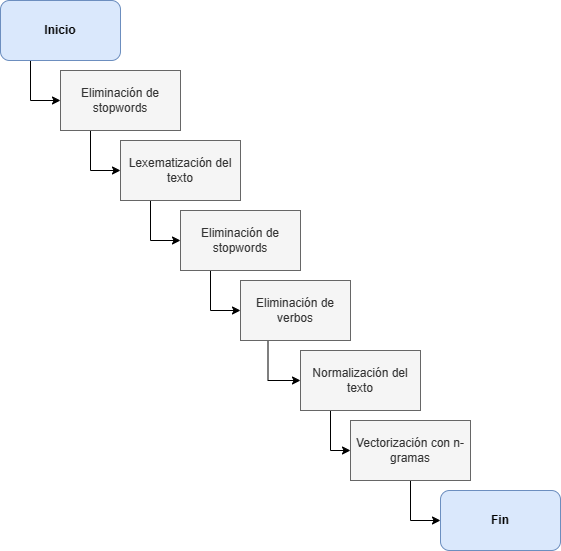 Inicio
Eliminación de
stopwords
Lexematización del
texto
Eliminación de
stopwords
Eliminación de
verbos
Normalización del
texto
Vectorización con n-
gramas
Fin